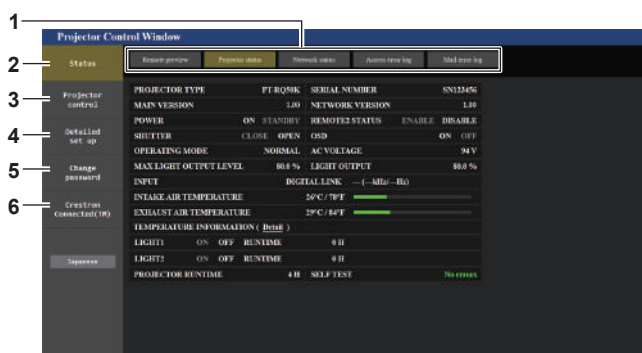 1
Projector Control Window
2 Status Remote preview Projector status Network status Access error log Mail error log
3 Projector control
4 Detailed set up
5 Change password
6 Crestron Connected(TM)
Japanese
PROJECTOR TYPE PT-RQ50K SERIAL NUMBER SN123456
MAIN VERSION 1.00 NETWORK VERSION 1.00
POWER ON STANDBY REMOTE2 STATUS ENABLE DISABLE
SHUTTER CLOSE OPEN OSD ON OFF
OPERATING MODE NORMAL AC VOLTAGE 94 V
MAX LIGHT OUTPUT LEVEL 80.0 % LIGHT OUTPUT 80.0 %
INPUT DIGITAL LINK —(—kHz/—Hz)
INTAKE AIR TEMPERATURE 26°C / 78°F
EXHAUST AIR TEMPERATURE 29°C / 84°F
TEMPERATURE INFORMATION ( Detail )
LIGHT1 ON OFF RUNTIME 0 H
LIGHT2 ON OFF RUNTIME 0 H
PROJECTOR RUNTIME 4 H SELF TEST No errors